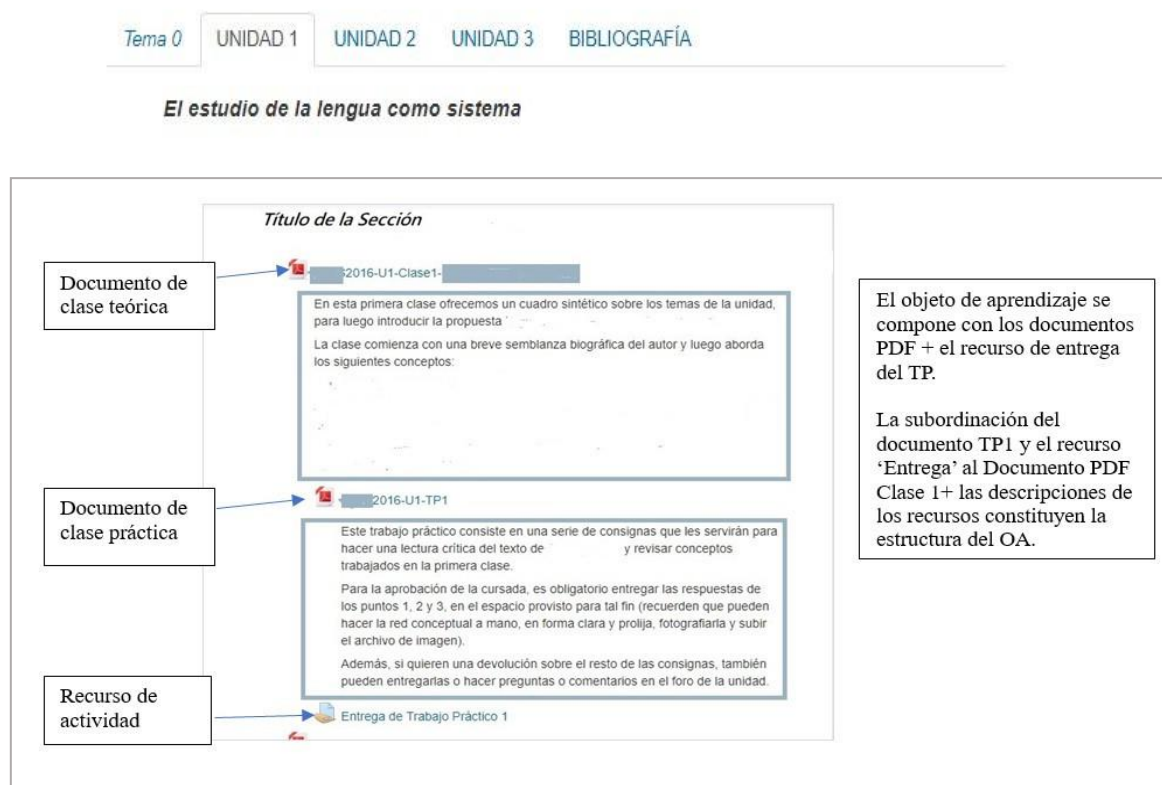 Tema 0 UNIDAD 1 UNIDAD 2 UNIDAD 3 BIBLIOGRAFÍA
El estudio de la lengua como sistema
Título de la Sección
Documento de
clase teórica
2016-U1-Clase1-
En esta primera clase ofrecemos un cuadro sintético sobre los temas de la unidad,
para luego introducir la propuesta
La clase comienza con una breve semblanza biográfica del autor y luego aborda
los siguientes conceptos:
Documento de
clase práctica
2016-U1-TP1
Este trabajo práctico consiste en una serie de consignas que les servirán para
hacer una lectura crítica del texto de y revisar conceptos
trabajados en la primera clase.
Para la aprobación de la cursada, es obligatorio entregar las respuestas de
los puntos 1, 2 y 3, en el espacio provisto para tal fin (recuerden que pueden
hacer la red conceptual a mano, en forma clara y prolija, fotografiarla y subir
el archivo de imagen).
Además, si quieren una devolución sobre el resto de las consignas, también
pueden entregarlas o hacer preguntas o comentarios en el foro de la unidad.
Recurso de
actividad
Entrega de Trabajo Práctico 1
El objeto de aprendizaje se
compone con los documentos
PDF + el recurso de entrega
del TP.
La subordinación del
documento TP1 y el recurso
‘Entrega’ al Documento PDF
Clase 1+ las descripciones de
los recursos constituyen la
estructura del OA.